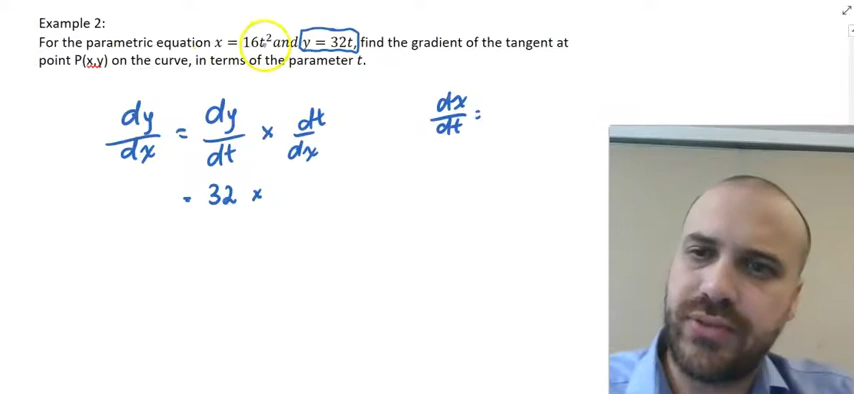 Example 2:
For the parametric equation x = 16t² and y = 32t, find the gradient of the tangent at
point P(x,y) on the curve, in terms of the parameter t.
dy/dx = dy/dt × dt/dx
dx/dt =
= 32 ×